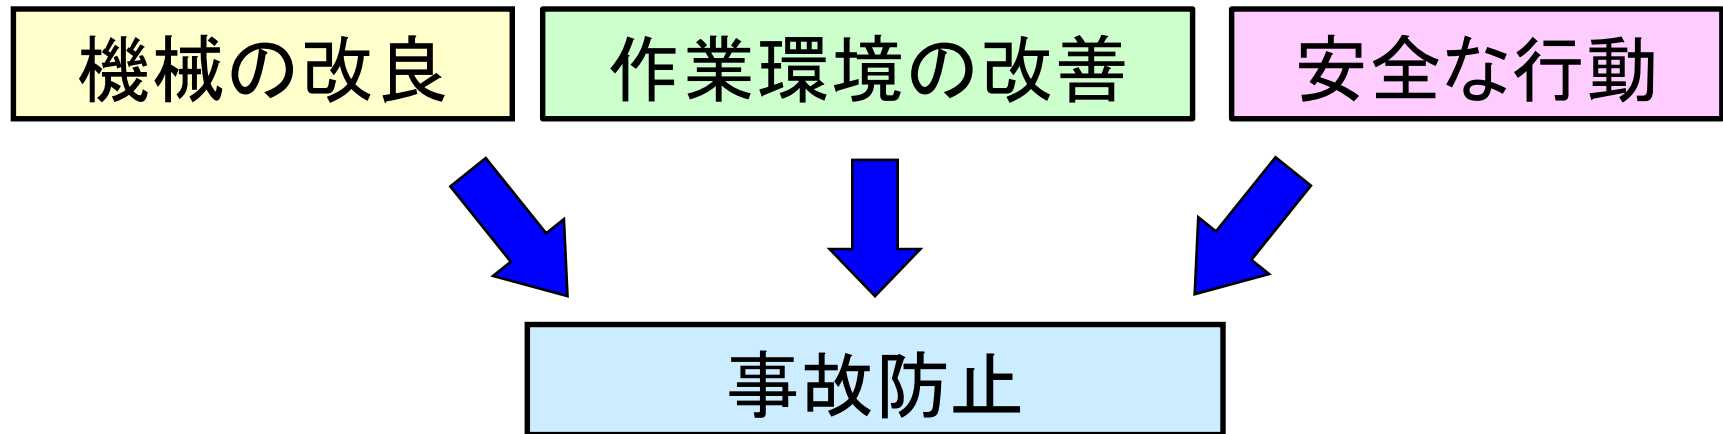 機械の改良
作業環境の改善
安全な行動
事故防止